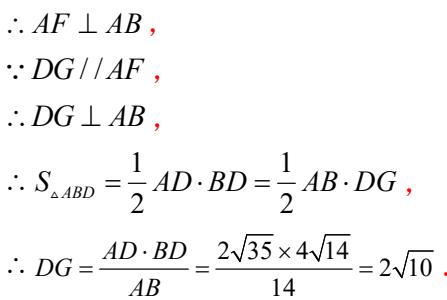 ∴ AF ⊥ AB，
∵ DG//AF，
∴ DG ⊥ AB，
∴ S△ABD = 1/2 AD·BD = 1/2 AB·DG，
∴ DG = AD·BD/AB = 2√35×4√14/14 = 2√10．